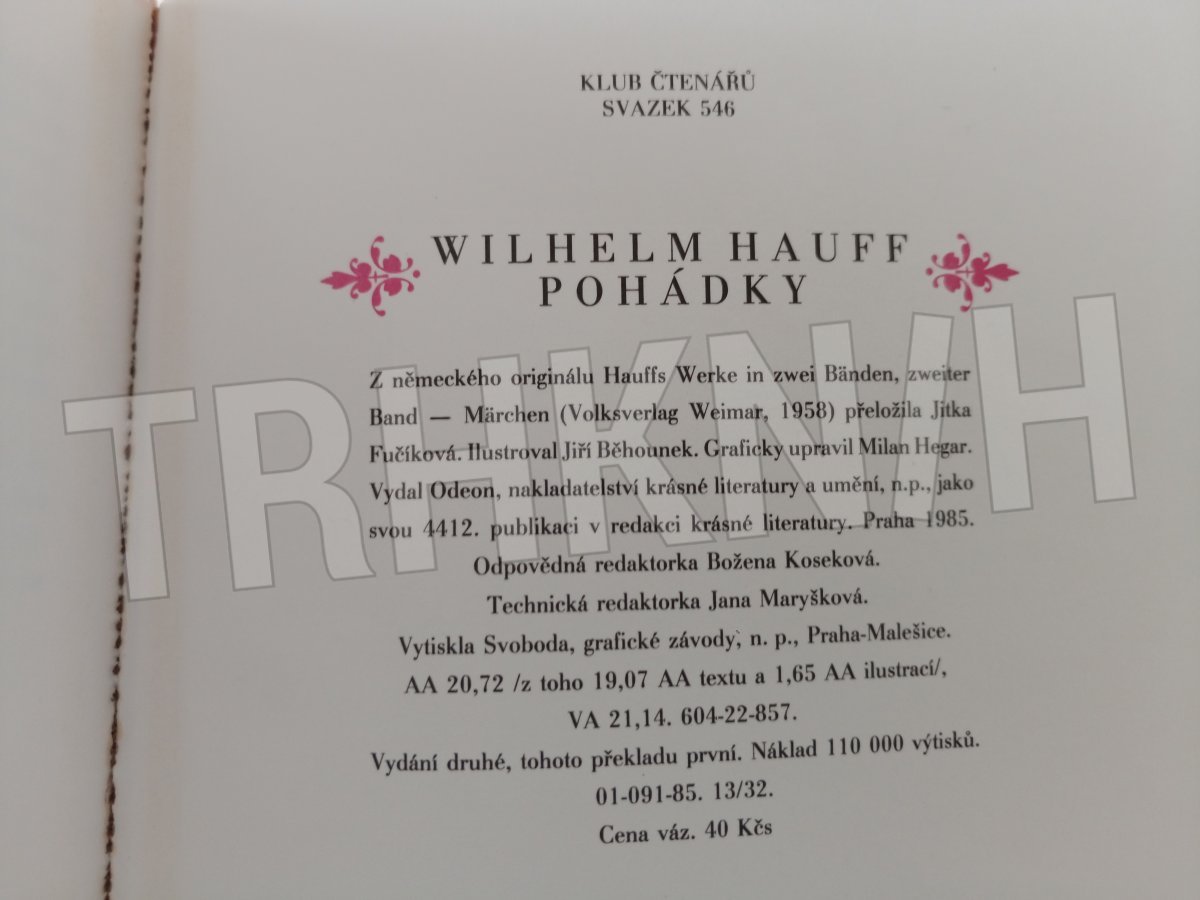 KLUB ČTENÁŘŮ
SVAZEK 546
WILHELM HAUFF
POHÁDKY
Z německého originálu Hauffs Werke in zwei Bänden, zweiter
Band — Märchen (Volksverlag Weimar, 1958) přeložila Jitka
Fučíková. Ilustroval Jiří Běhounek. Graficky upravil Milan Hegar.
Vydal Odeon, nakladatelství krásné literatury a umění, n.p., jako
svou 4412. publikaci v redakci krásné literatury. Praha 1985.
Odpovědná redaktorka Božena Koseková.
Technická redaktorka Jana Maryšková.
Vytiskla Svoboda, grafické závody, n. p., Praha-Malešice.
AA 20,72 /z toho 19,07 AA textu a 1,65 AA ilustrací/,
VA 21,14. 604-22-857.
Vydání druhé, tohoto překladu první. Náklad 110 000 výtisků.
01-091-85. 13/32.
Cena váz. 40 Kčs
TRHKNIH